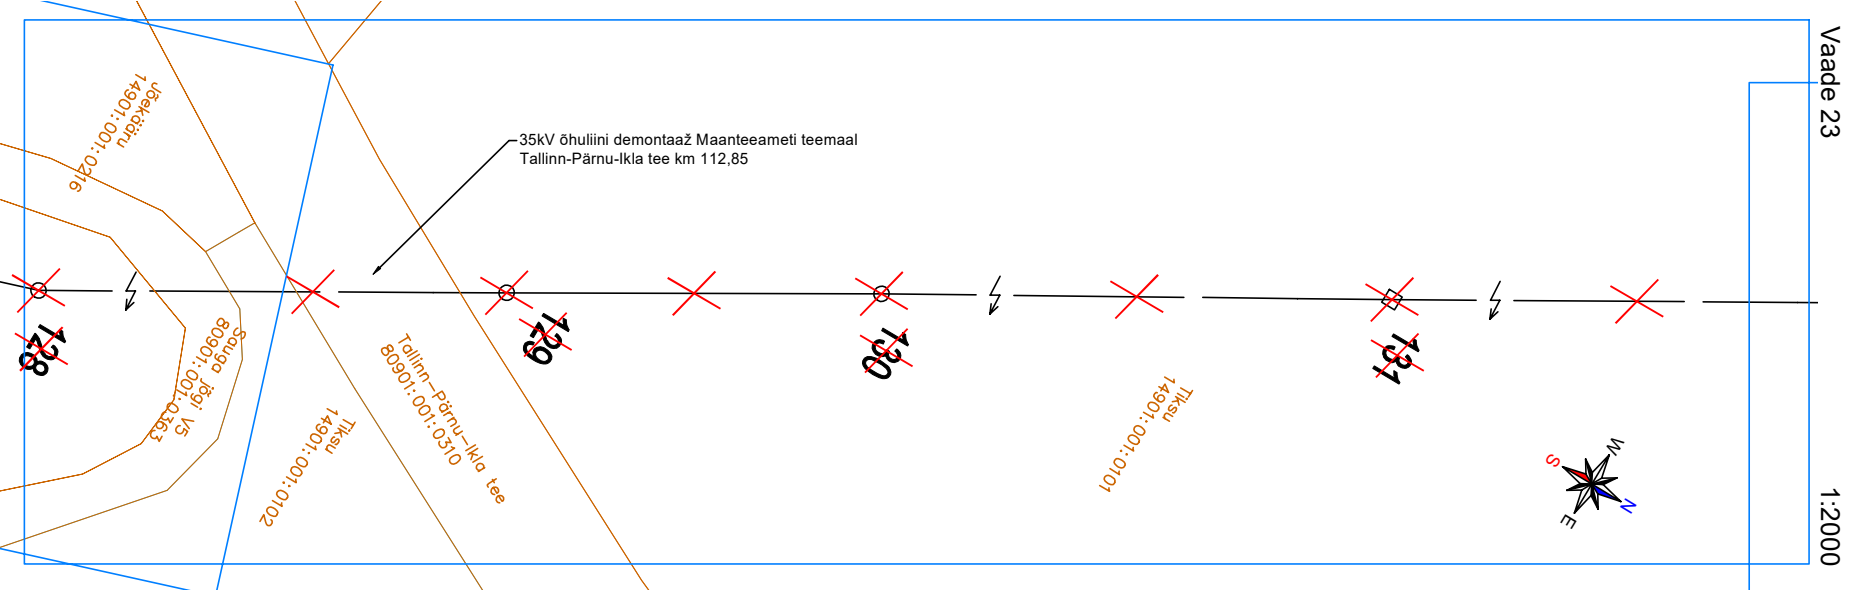 Vaade 23
35kV õhuliini demontaaž Maanteeameti teemaal
Tallinn-Pärnu-Ikla tee km 112,85
Jõekääru
14901:001:0216
128
129
130
131
Sauga jõgi V5
80901:001:0363
Tallinn-Pärnu-Ikla tee
80901:001:0310
Tiksu
14901:001:0102
Tiksu
14901:001:0101
S
W
N
E
1:2000